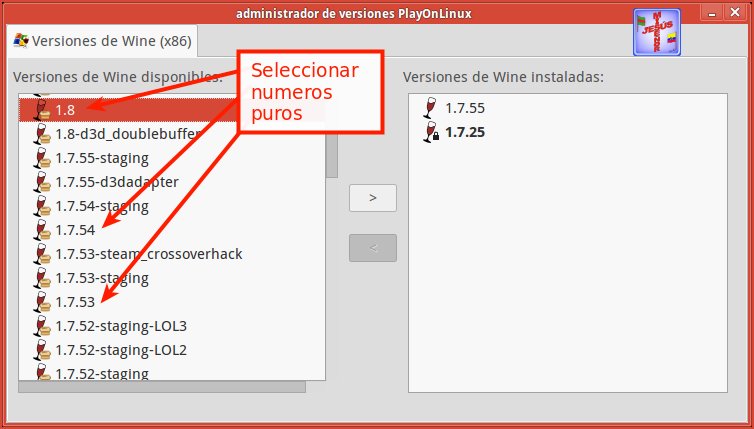 administrador de versiones PlayOnLinux
Versiones de Wine (x86)
Versiones de Wine disponibles:
1.8
1.8-d3d_doublebuffer
1.7.55-staging
1.7.55-d3dadapter
1.7.54-staging
1.7.54
1.7.53-steam_crossoverhack
1.7.53-staging
1.7.53
1.7.52-staging-LOL3
1.7.52-staging-LOL2
1.7.52-staging
Seleccionar
numeros
puros
>
<
Versiones de Wine instaladas:
1.7.55
1.7.25
JESÚS